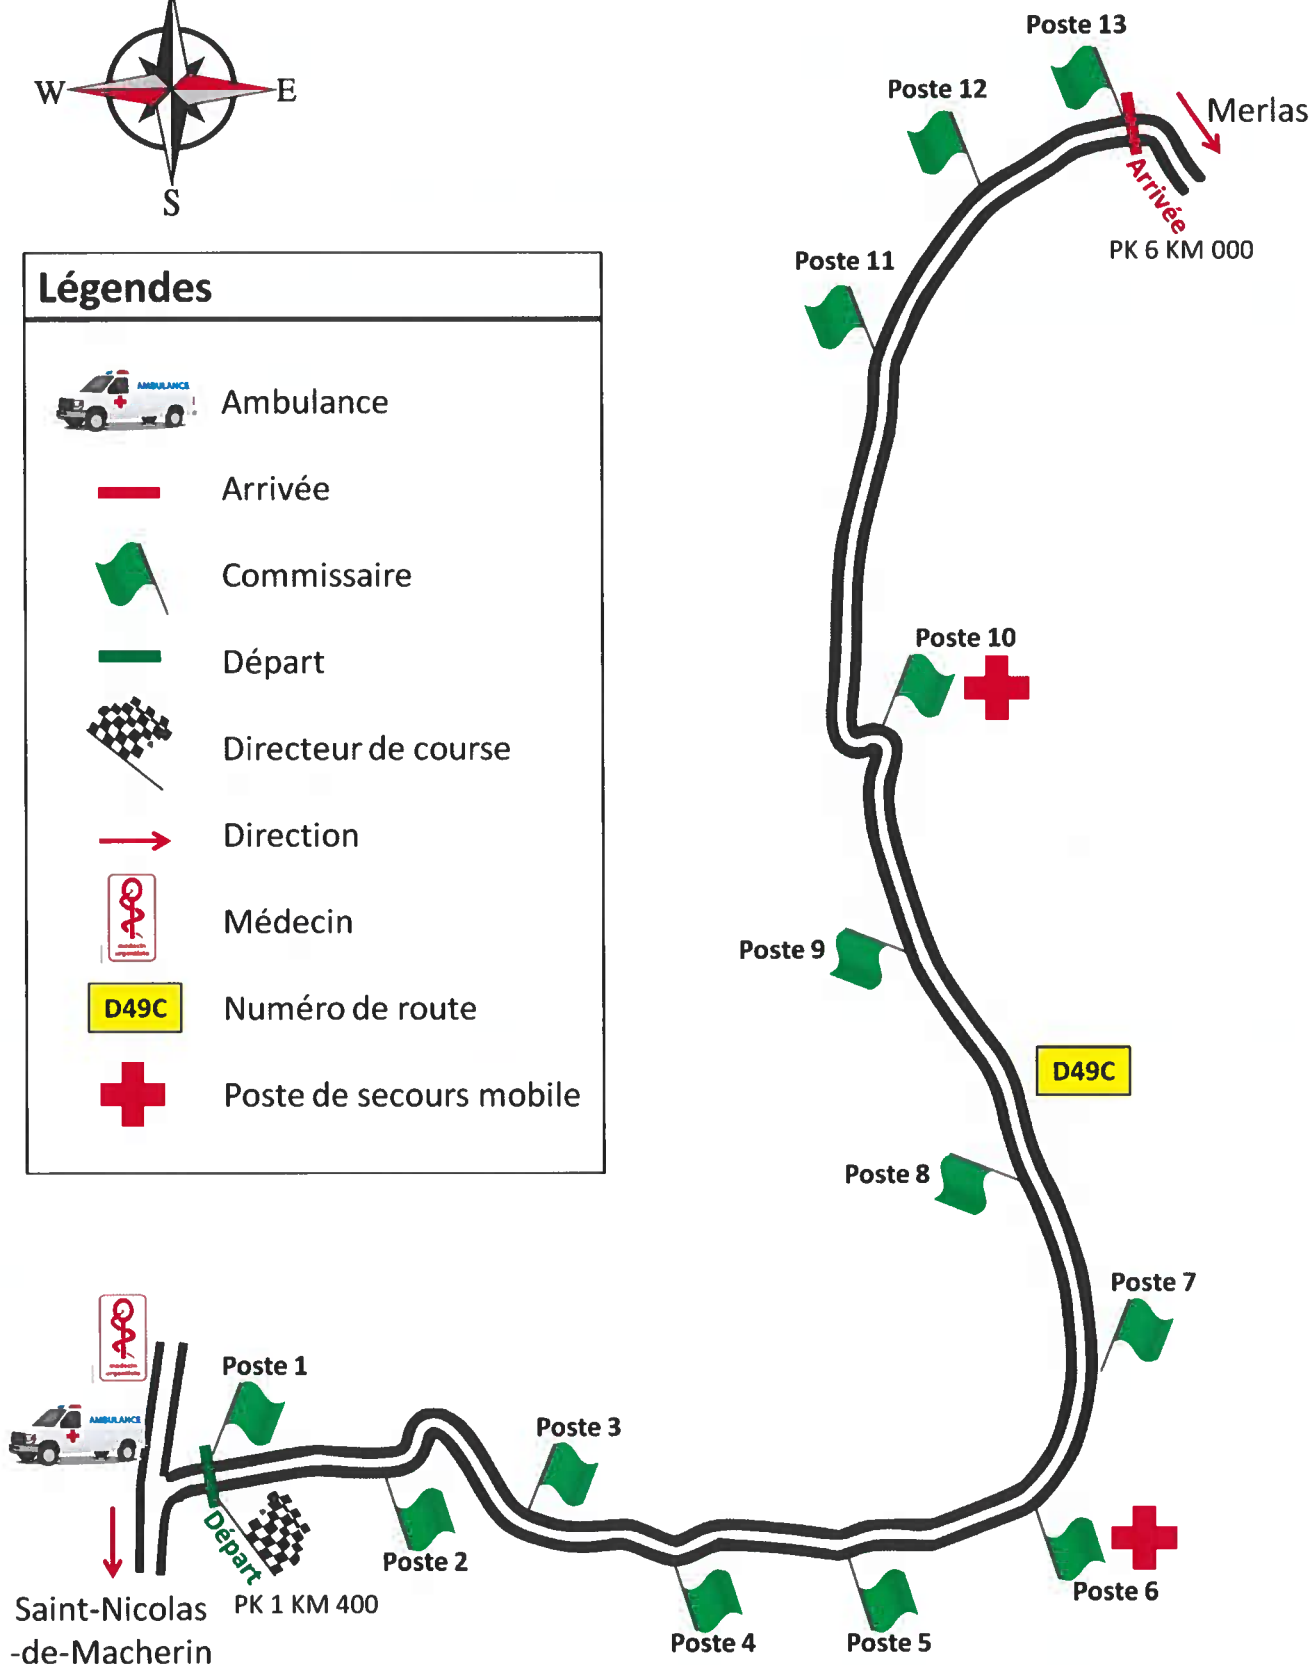 W E
S
Légendes
AMBULANCE
Ambulance
Arrivée
Commissaire
Départ
Directeur de course
Direction
Médecin
D49C
Numéro de route
Poste de secours mobile
Poste 13
Merlas
Poste 12
Arrivée
PK 6 KM 000
Poste 11
Poste 10
Poste 9
D49C
Poste 8
Poste 7
Poste 1
AMBULANCE
Poste 3
Départ
Poste 2
PK 1 KM 400
Poste 6
Saint-Nicolas
-de-Macherin
Poste 4
Poste 5